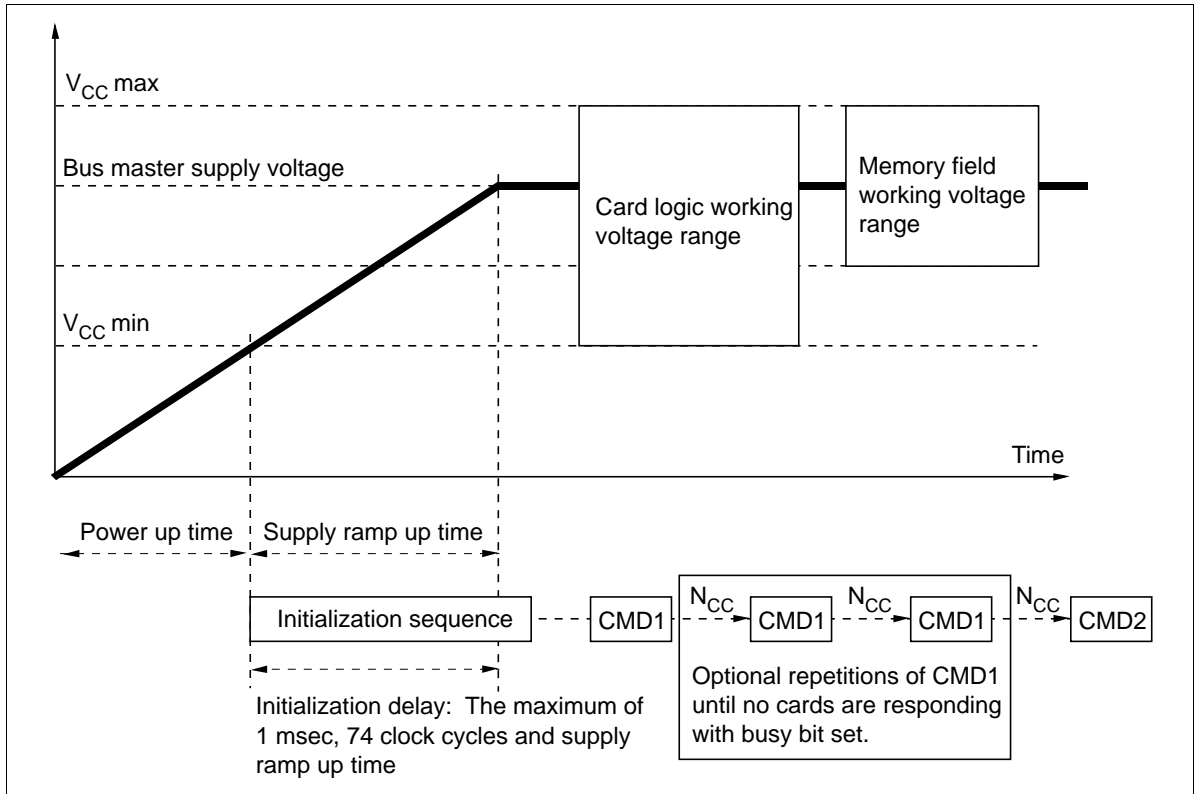 V_CC max
Bus master supply voltage
Card logic working
voltage range
Memory field
working voltage
range
V_CC min
Time
Power up time
Supply ramp up time
Initialization sequence
CMD1
N_CC
CMD1
N_CC
CMD1
N_CC
CMD2
Optional repetitions of CMD1
until no cards are responding
with busy bit set.
Initialization delay: The maximum of
1 msec, 74 clock cycles and supply
ramp up time